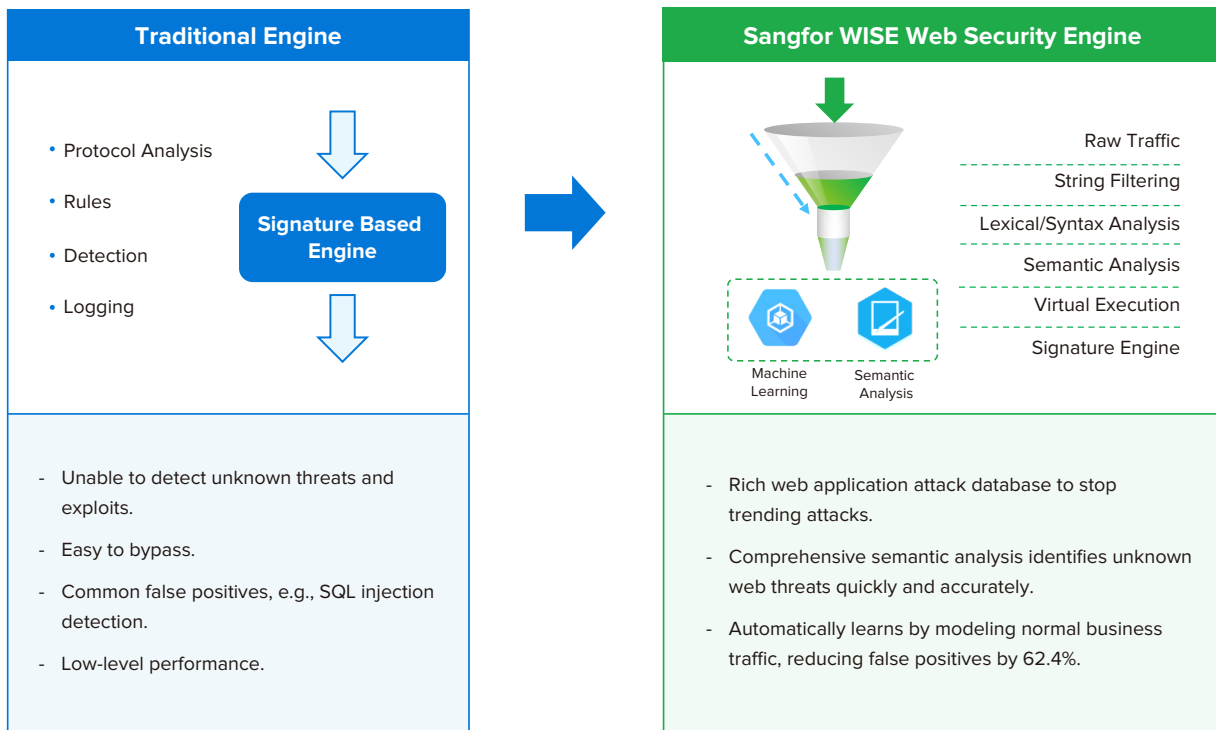 Traditional Engine
• Protocol Analysis
• Rules
• Detection
• Logging
Signature Based
Engine
- Unable to detect unknown threats and
exploits.
- Easy to bypass.
- Common false positives, e.g., SQL injection
detection.
- Low-level performance.
Sangfor WISE Web Security Engine
Raw Traffic
String Filtering
Lexical/Syntax Analysis
Semantic Analysis
Virtual Execution
Signature Engine
Machine
Learning
Semantic
Analysis
- Rich web application attack database to stop
trending attacks.
- Comprehensive semantic analysis identifies unknown
web threats quickly and accurately.
- Automatically learns by modeling normal business
traffic, reducing false positives by 62.4%.